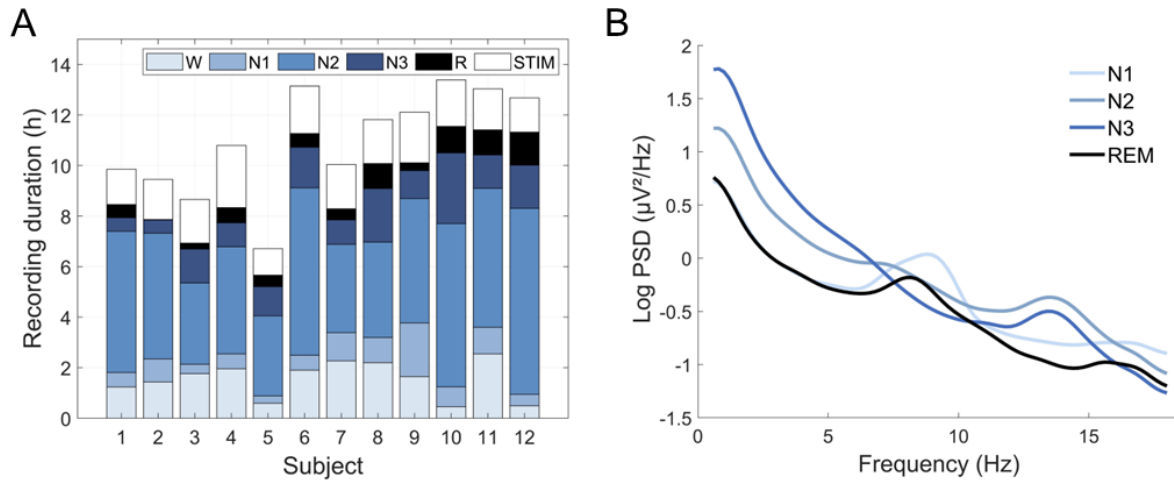 A
Recording duration (h)
14
12
10
8
6
4
2
0
W N1 N2 N3 R STIM
1 2 3 4 5 6 7 8 9 10 11 12
Subject
B
Log PSD (µV²/Hz)
2
1.5
1
0.5
0
-0.5
-1
-1.5
N1
N2
N3
REM
0 5 10 15
Frequency (Hz)